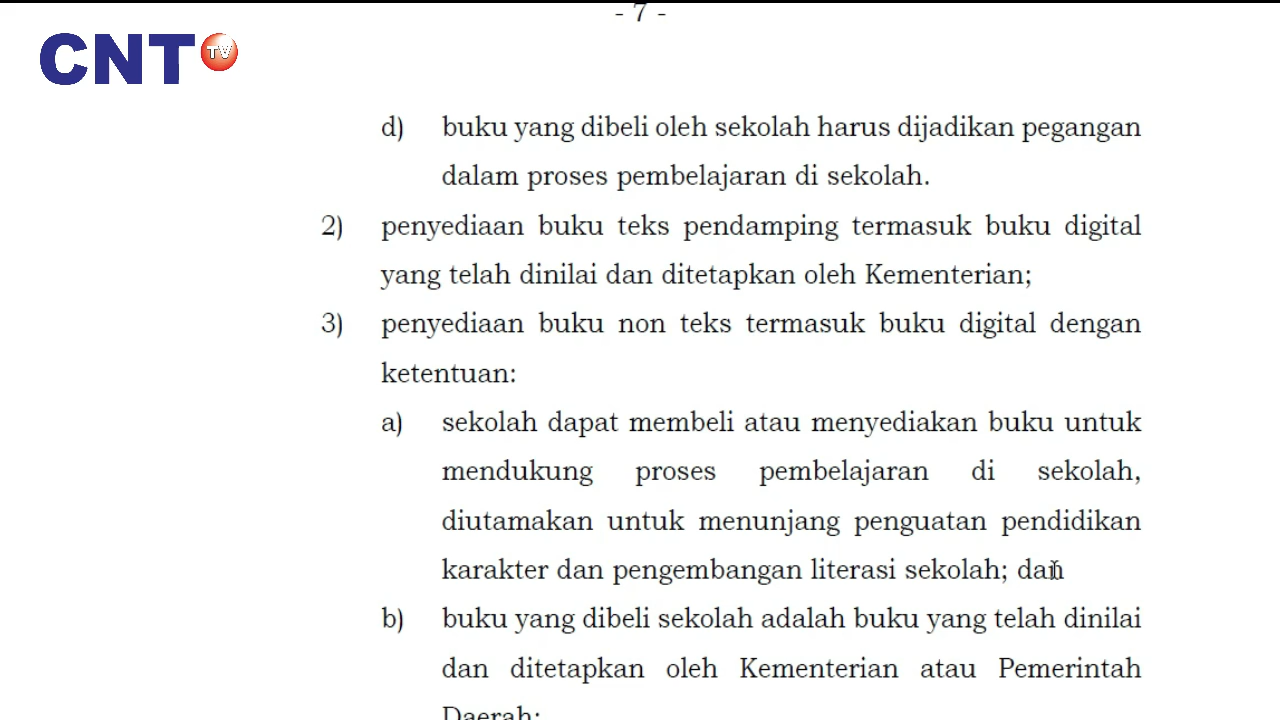 - 7 -
CNT TV
d) buku yang dibeli oleh sekolah harus dijadikan pegangan
dalam proses pembelajaran di sekolah.
2) penyediaan buku teks pendamping termasuk buku digital
yang telah dinilai dan ditetapkan oleh Kementerian;
3) penyediaan buku non teks termasuk buku digital dengan
ketentuan:
a) sekolah dapat membeli atau menyediakan buku untuk
mendukung proses pembelajaran di sekolah,
diutamakan untuk menunjang penguatan pendidikan
karakter dan pengembangan literasi sekolah; dan
b) buku yang dibeli sekolah adalah buku yang telah dinilai
dan ditetapkan oleh Kementerian atau Pemerintah
Daerah;